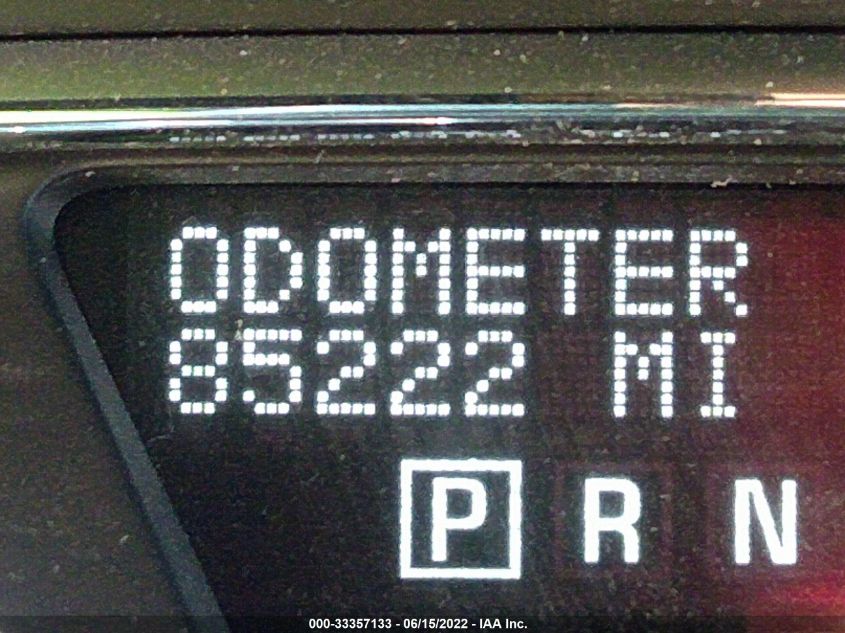 ODOMETER
85222 MI
P R N
000-33357133 - 06/15/2022 - IAA Inc.